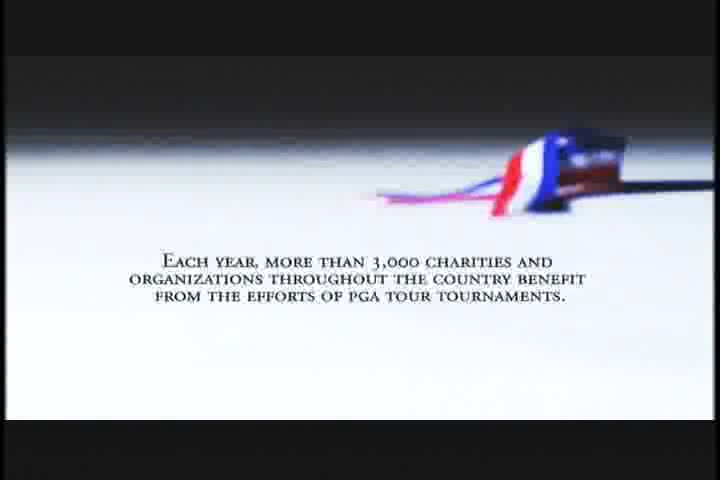 Each year, more than 3,000 charities and
organizations throughout the country benefit
from the efforts of PGA TOUR tournaments.